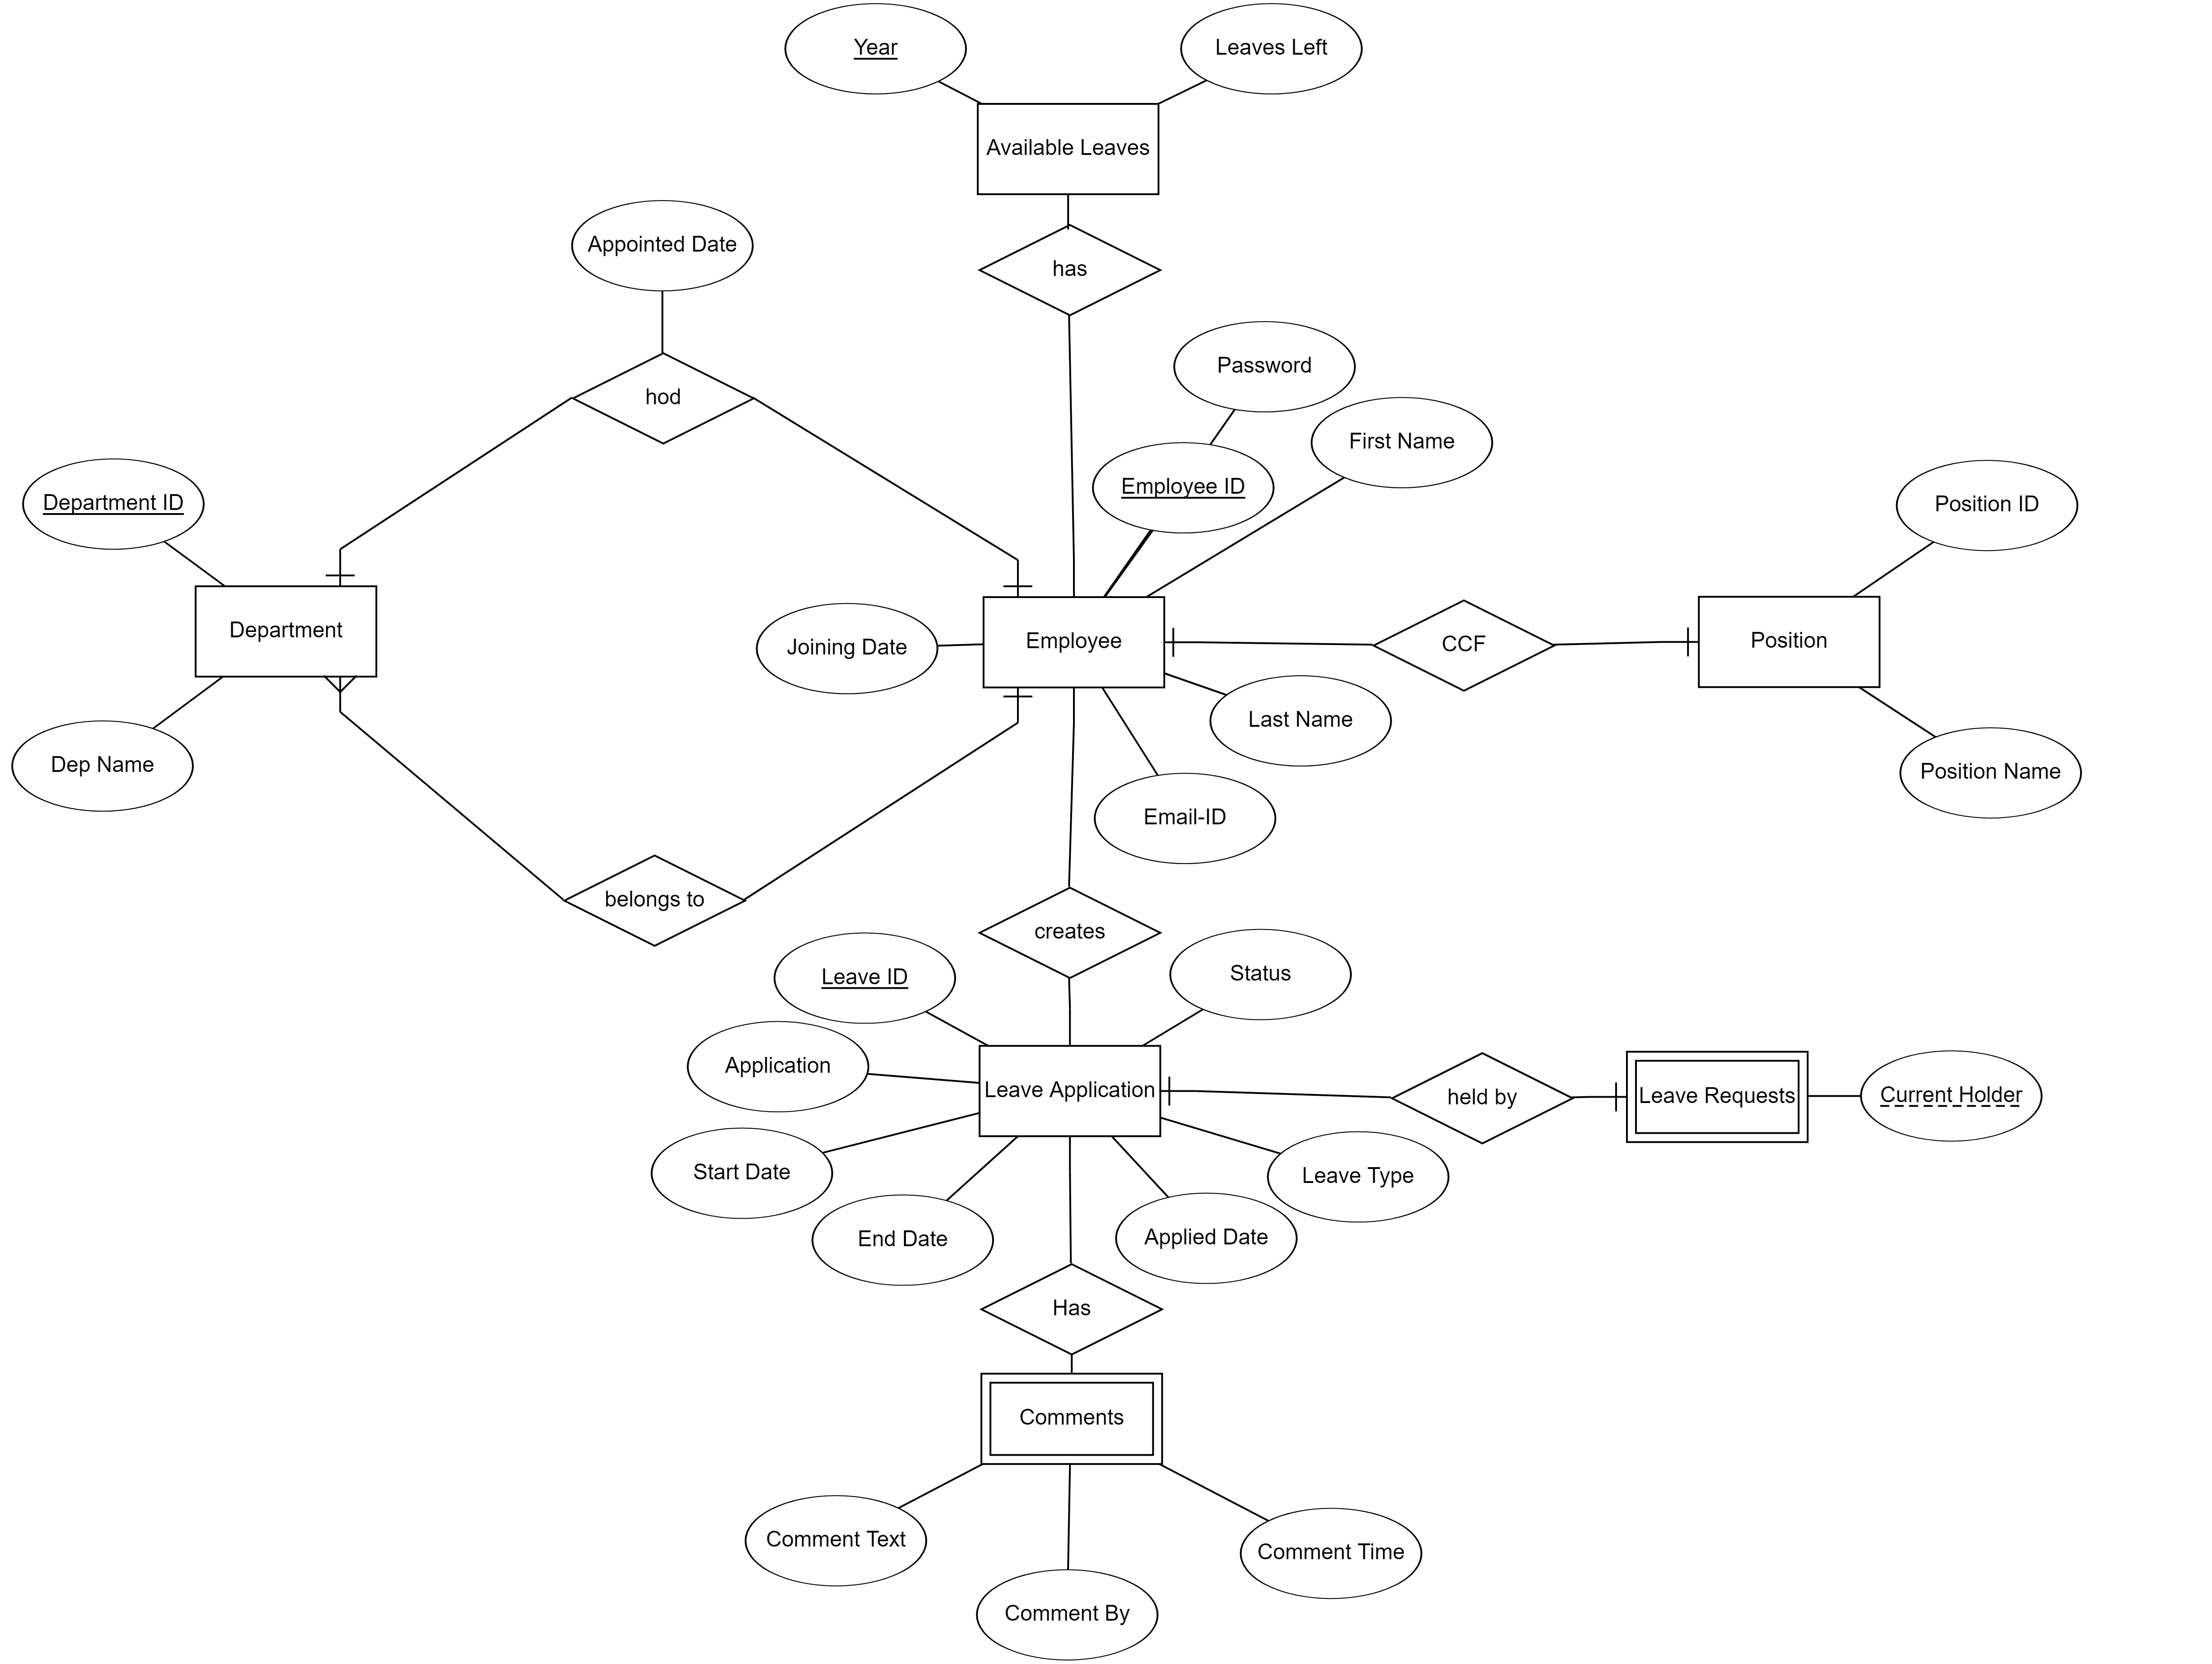 Year
Leaves Left
Available Leaves
Appointed Date
has
Password
hod
First Name
Employee ID
Department ID
Position ID
Department
Joining Date
Employee
CCF
Position
Last Name
Dep Name
Position Name
Email-ID
belongs to
creates
Leave ID
Status
Application
Leave Application
held by
Leave Requests
Current Holder
Start Date
Leave Type
End Date
Applied Date
Has
Comments
Comment Text
Comment Time
Comment By